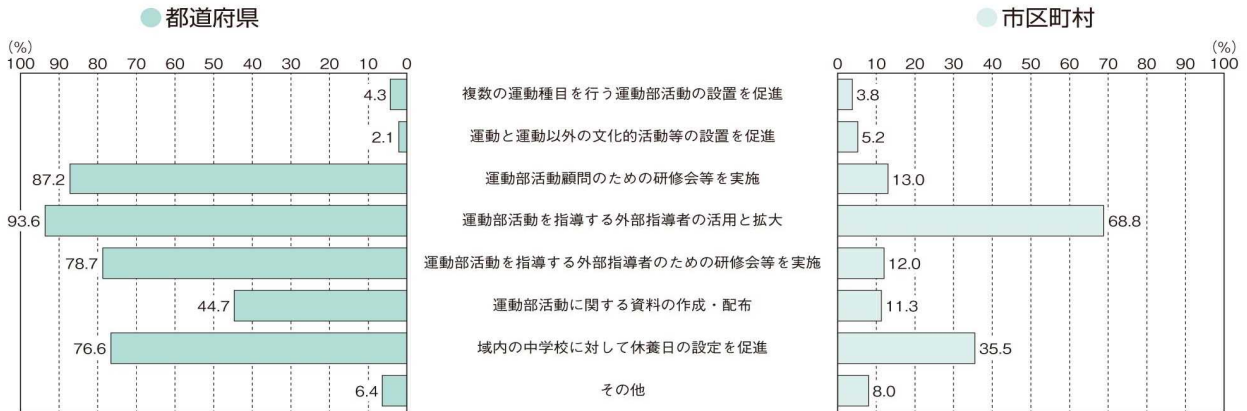 都道府県
市区町村
(%)
100 90 80 70 60 50 40 30 20 10 0
0 10 20 30 40 50 60 70 80 90 100
(%)
4.3 複数の運動種目を行う運動部活動の設置を促進 3.8
2.1 運動と運動以外の文化的活動等の設置を促進 5.2
87.2 運動部活動顧問のための研修会等を実施 13.0
93.6 運動部活動を指導する外部指導者の活用と拡大 68.8
78.7 運動部活動を指導する外部指導者のための研修会等を実施 12.0
44.7 運動部活動に関する資料の作成・配布 11.3
76.6 域内の中学校に対して休養日の設定を促進 35.5
6.4 その他 8.0